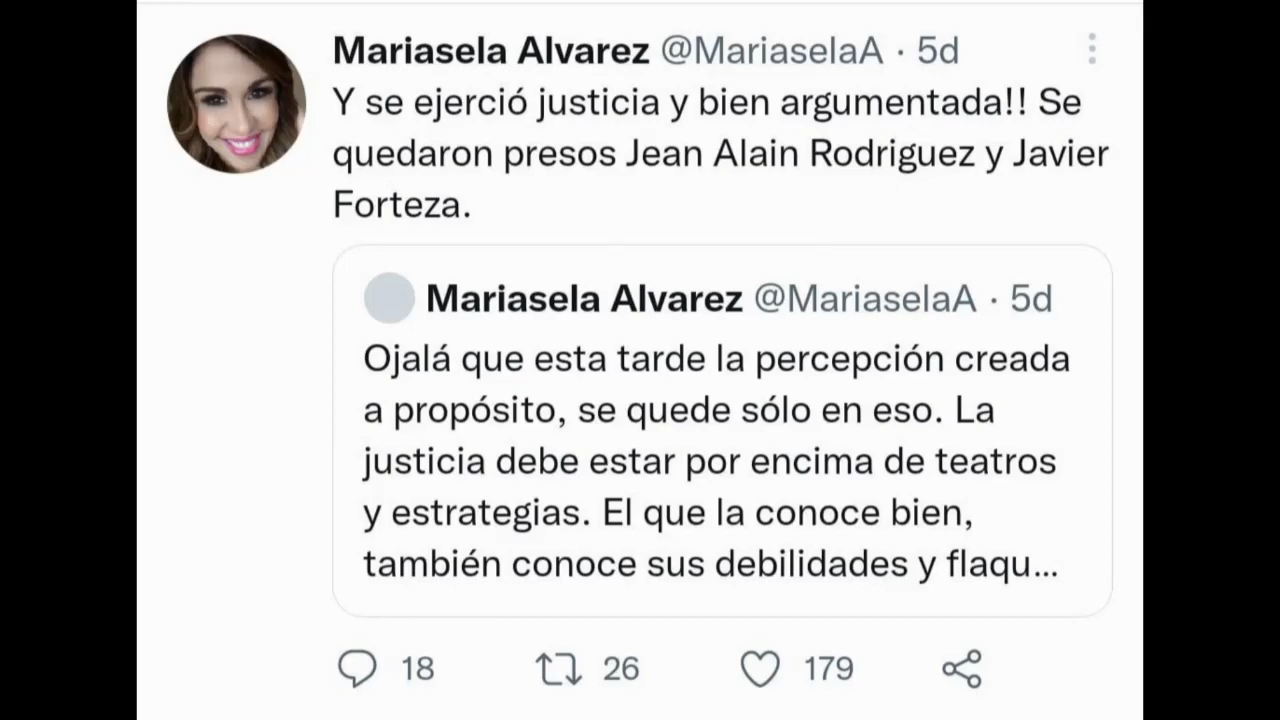 Mariasela Alvarez @MariaselaA · 5d
Y se ejerció justicia y bien argumentada!! Se
quedaron presos Jean Alain Rodriguez y Javier
Forteza.
Mariasela Alvarez @MariaselaA · 5d
Ojalá que esta tarde la percepción creada
a propósito, se quede sólo en eso. La
justicia debe estar por encima de teatros
y estrategias. El que la conoce bien,
también conoce sus debilidades y flaqu...
18 26 179